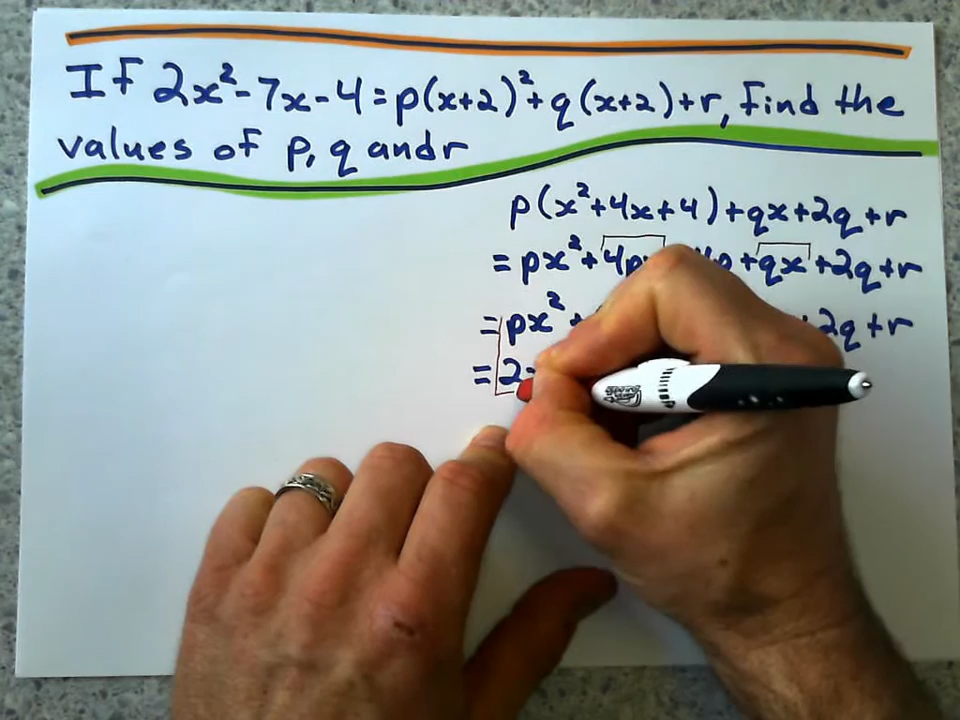 If 2x²-7x-4=p(x+2)²+q(x+2)+r, find the
values of p, q and r
p(x²+4x+4)+qx+2q+r
=px²+4px 4p+qx+2q+r
=px²+ 2q+r
=2